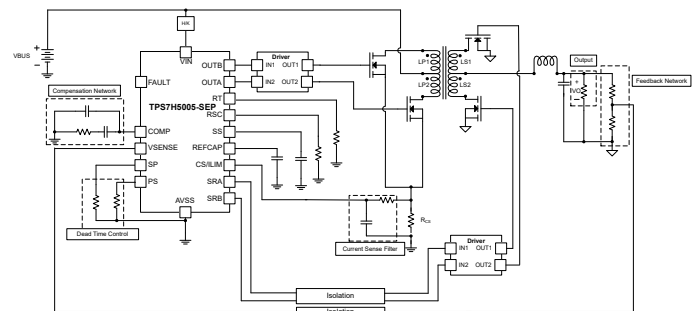 VBUS
H/K
VIN
FAULT
TPS7H5005-SEP
OUTB
OUTA
RT
RSC
SS
REFCAP
CS/ILIM
SRA
SRB
COMP
VSENSE
SP
PS
AVSS
Compensation Network
Dead Time Control
Driver
IN1 OUT1
IN2 OUT2
LP1
LS1
LP2
LS2
Output
Feedback Network
Current Sense Filter
RCS
Driver
IN1 OUT1
IN2 OUT2
Isolation
Isolation